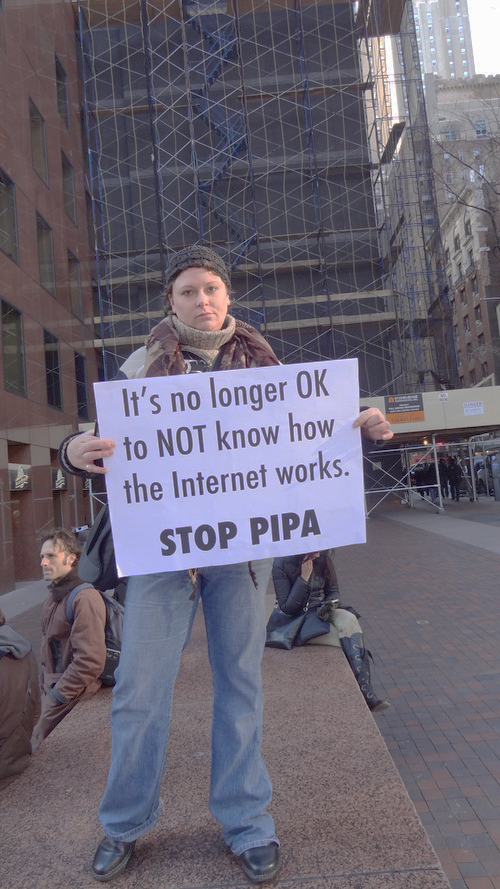 It's no longer OK
to NOT know how
the Internet works.
STOP PIPA